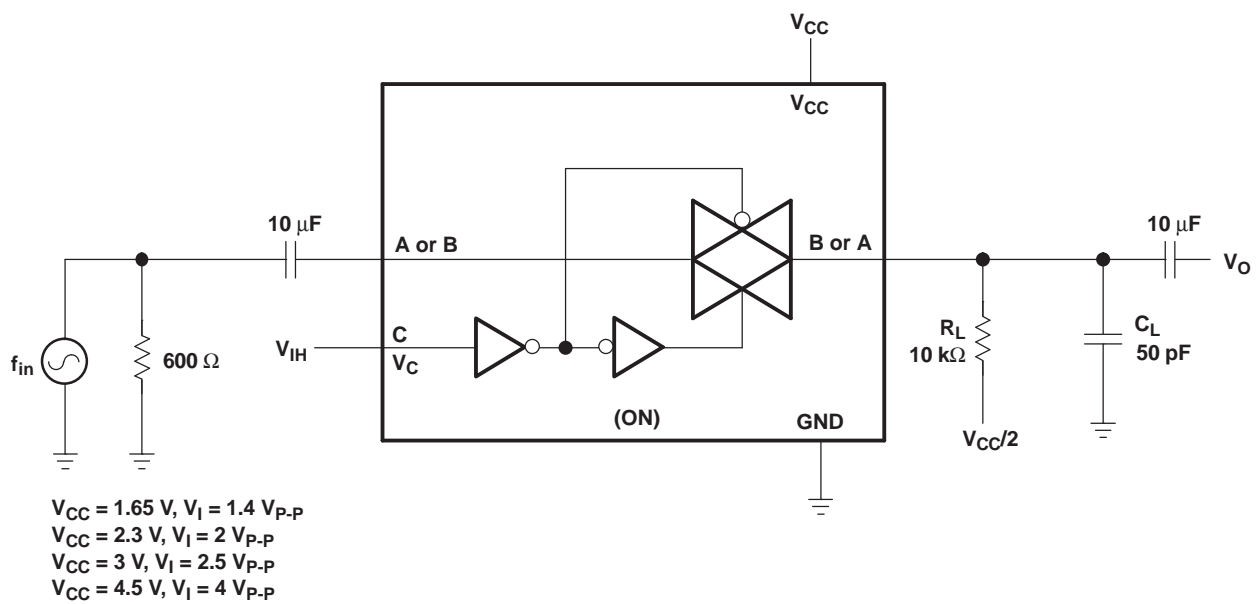 VCC
VCC
10 μF
A or B
B or A
10 μF
VO
fin
600 Ω
VIH
C
VC
RL
10 kΩ
CL
50 pF
(ON)
GND
VCC/2
VCC = 1.65 V, VI = 1.4 VP-P
VCC = 2.3 V, VI = 2 VP-P
VCC = 3 V, VI = 2.5 VP-P
VCC = 4.5 V, VI = 4 VP-P